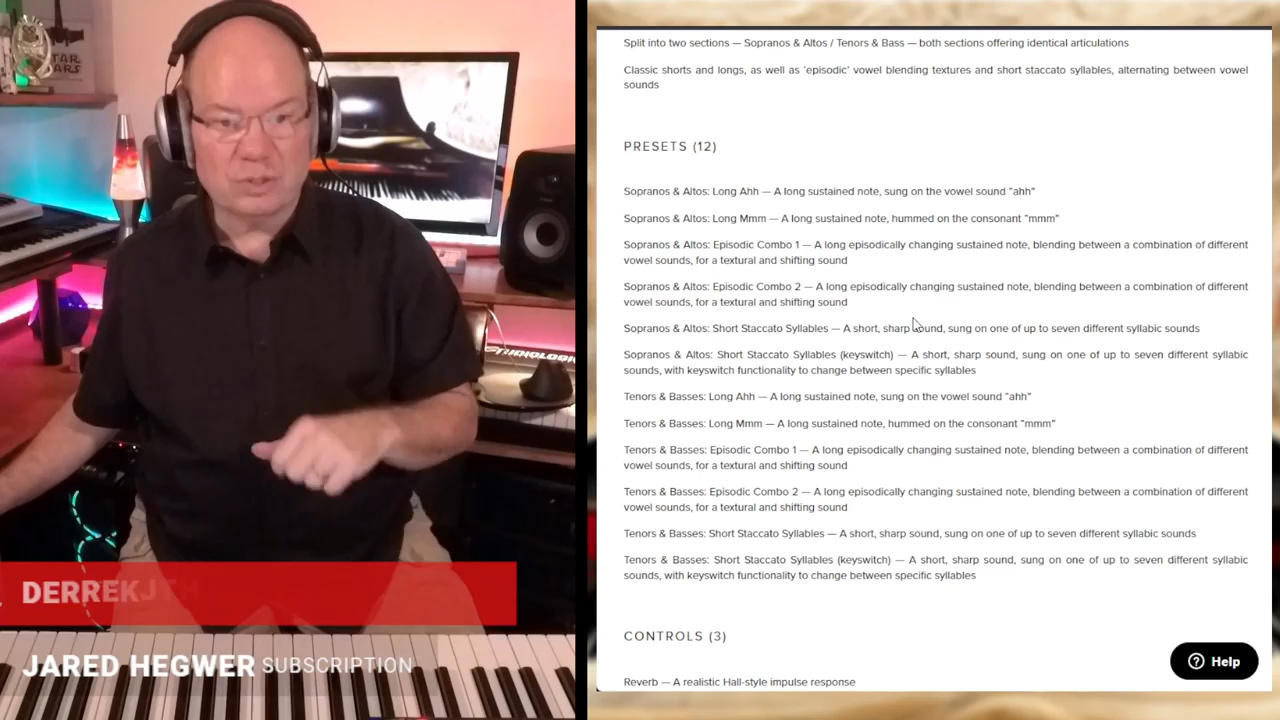 STAR
WARS
STUDIOLOGIC
DERREKJ
JARED HEGWER SUBSCRIPTION
Split into two sections — Sopranos & Altos / Tenors & Bass — both sections offering identical articulations
Classic shorts and longs, as well as 'episodic' vowel blending textures and short staccato syllables, alternating between vowel
sounds
PRESETS (12)
Sopranos & Altos: Long Ahh — A long sustained note, sung on the vowel sound "ahh"
Sopranos & Altos: Long Mmm — A long sustained note, hummed on the consonant "mmm"
Sopranos & Altos: Episodic Combo 1 — A long episodically changing sustained note, blending between a combination of different
vowel sounds, for a textural and shifting sound
Sopranos & Altos: Episodic Combo 2 — A long episodically changing sustained note, blending between a combination of different
vowel sounds, for a textural and shifting sound
Sopranos & Altos: Short Staccato Syllables — A short, sharp sound, sung on one of up to seven different syllabic sounds
Sopranos & Altos: Short Staccato Syllables (keyswitch) — A short, sharp sound, sung on one of up to seven different syllabic
sounds, with keyswitch functionality to change between specific syllables
Tenors & Basses: Long Ahh — A long sustained note, sung on the vowel sound "ahh"
Tenors & Basses: Long Mmm — A long sustained note, hummed on the consonant "mmm"
Tenors & Basses: Episodic Combo 1 — A long episodically changing sustained note, blending between a combination of different
vowel sounds, for a textural and shifting sound
Tenors & Basses: Episodic Combo 2 — A long episodically changing sustained note, blending between a combination of different
vowel sounds, for a textural and shifting sound
Tenors & Basses: Short Staccato Syllables — A short, sharp sound, sung on one of up to seven different syllabic sounds
Tenors & Basses: Short Staccato Syllables (keyswitch) — A short, sharp sound, sung on one of up to seven different syllabic
sounds, with keyswitch functionality to change between specific syllables
CONTROLS (3)
Reverb — A realistic Hall-style impulse response
Help